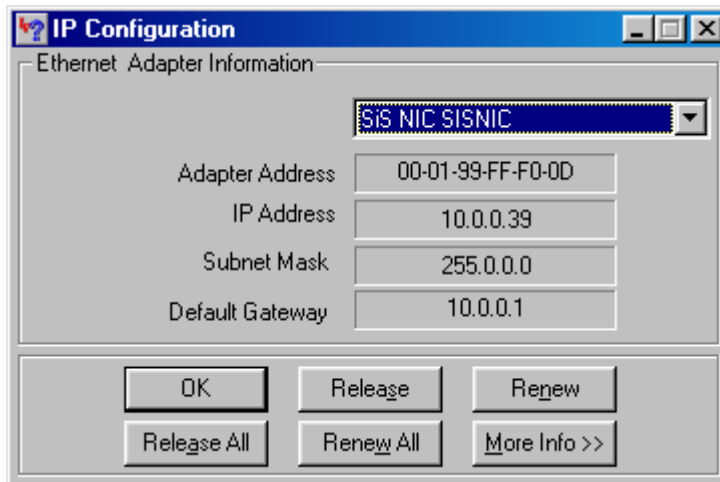 IP Configuration
Ethernet Adapter Information
SiS NIC SISNIC
Adapter Address 00-01-99-FF-F0-0D
IP Address 10.0.0.39
Subnet Mask 255.0.0.0
Default Gateway 10.0.0.1
OK Release Renew
Release All Renew All More Info >>